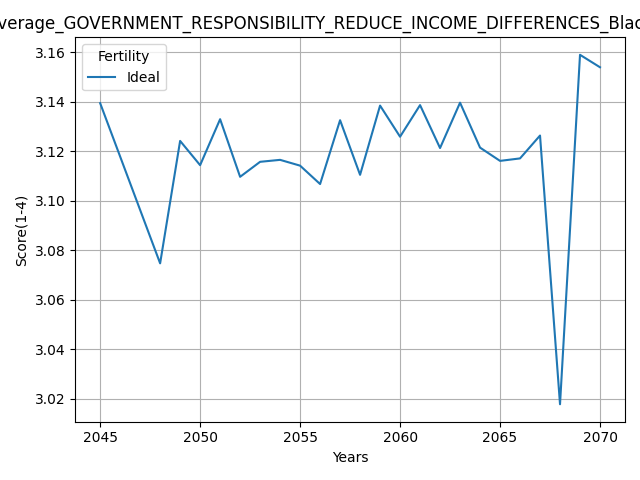 verage_GOVERNMENT_RESPONSIBILITY_REDUCE_INCOME_DIFFERENCES_Blac
Fertility
Ideal
3.16
3.14
3.12
3.10
3.08
3.06
3.04
3.02
Score(1-4)
2045 2050 2055 2060 2065 2070
Years